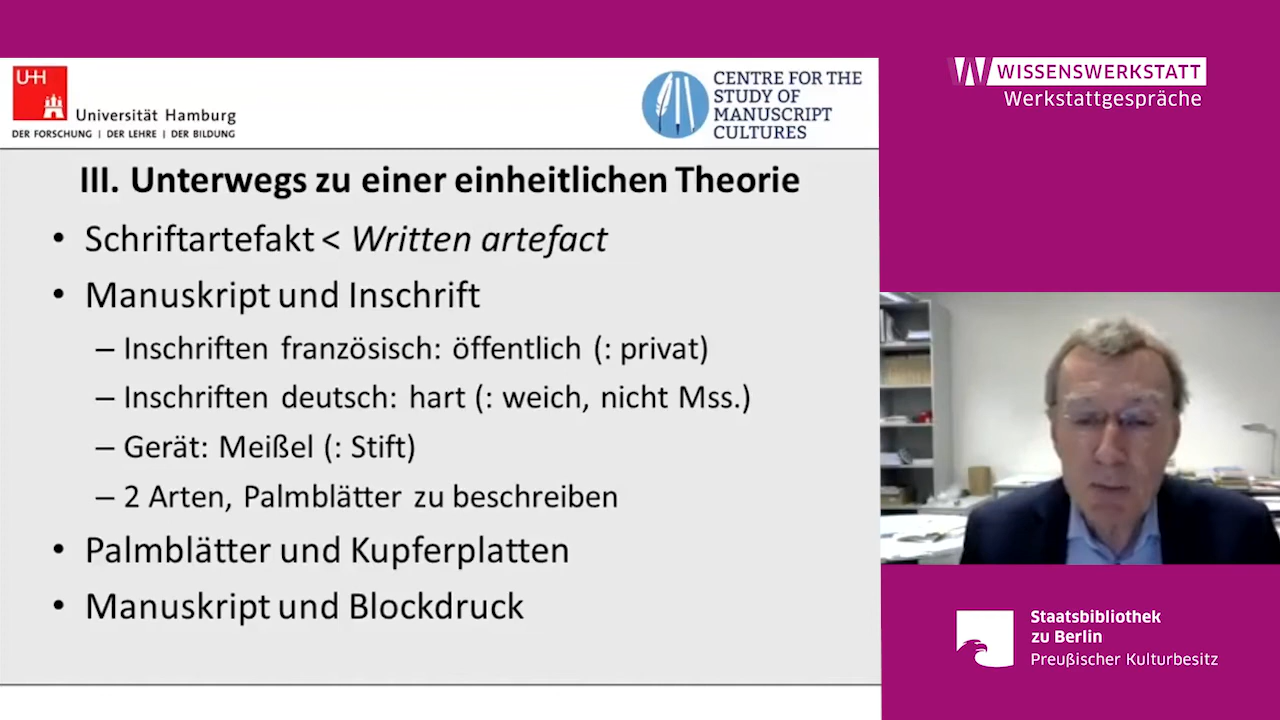 UHH
Universität Hamburg
DER FORSCHUNG | DER LEHRE | DER BILDUNG
CENTRE FOR THE
STUDY OF
MANUSCRIPT
CULTURES
III. Unterwegs zu einer einheitlichen Theorie
• Schriftartefakt < Written artefact
• Manuskript und Inschrift
– Inschriften französisch: öffentlich (: privat)
– Inschriften deutsch: hart (: weich, nicht Mss.)
– Gerät: Meißel (: Stift)
– 2 Arten, Palmblätter zu beschreiben
• Palmblätter und Kupferplatten
• Manuskript und Blockdruck
W WISSENSWERKSTATT
Werkstattgespräche
Staatsbibliothek
zu Berlin
Preußischer Kulturbesitz